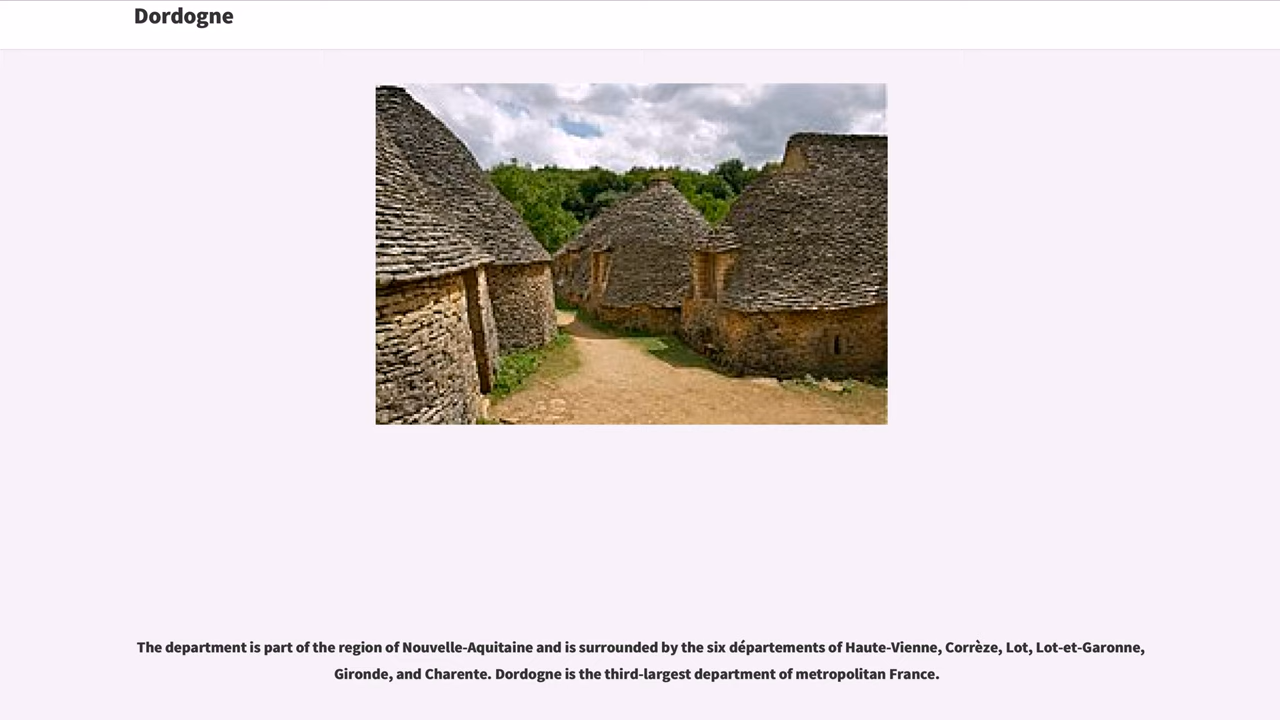 Dordogne
The department is part of the region of Nouvelle-Aquitaine and is surrounded by the six départements of Haute-Vienne, Corrèze, Lot, Lot-et-Garonne,
Gironde, and Charente. Dordogne is the third-largest department of metropolitan France.